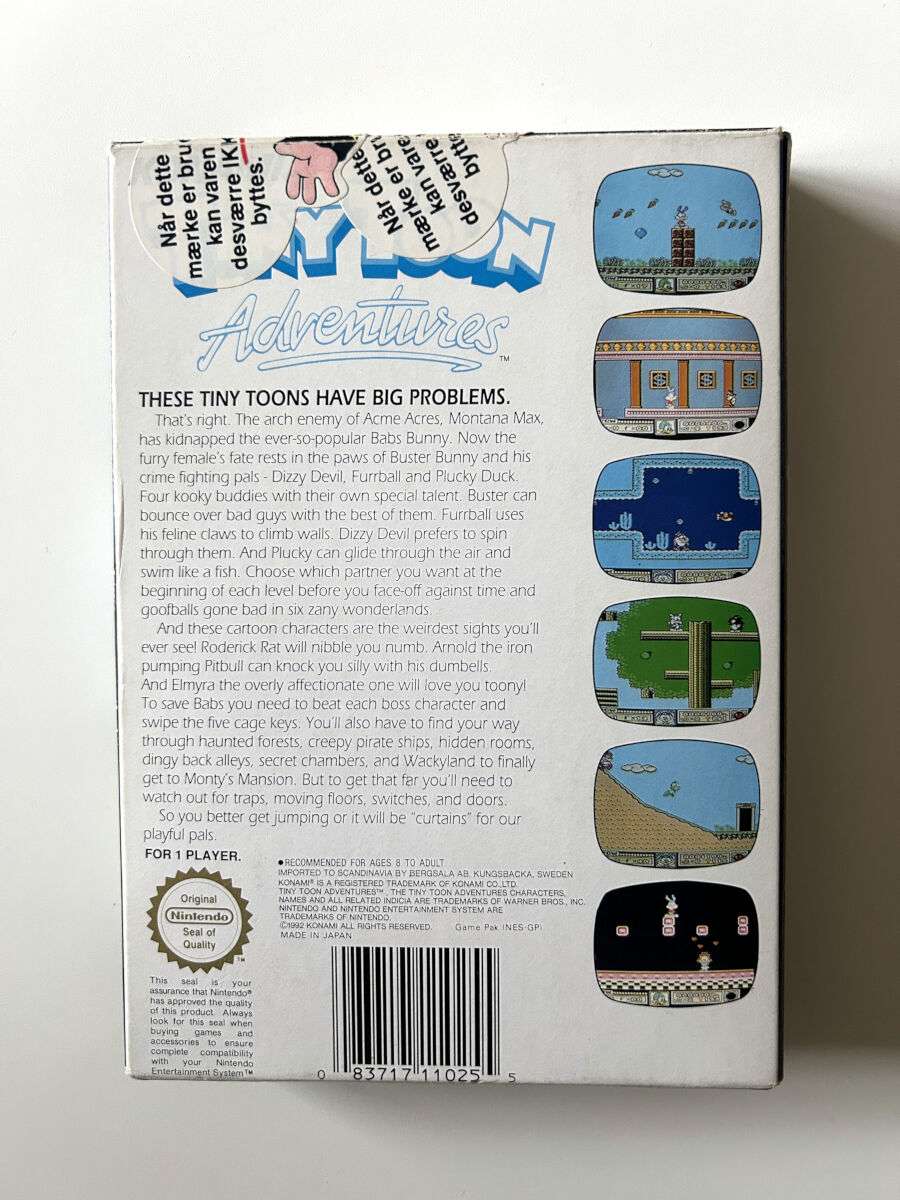 Når dette
mærke er bru
kan varen
desværre IKK
byttes.
Når dette
mærke er br
kan vare
desværre
bytte
TINY TOON
Adventures™
THESE TINY TOONS HAVE BIG PROBLEMS.
That's right. The arch enemy of Acme Acres, Montana Max,
has kidnapped the ever-so-popular Babs Bunny. Now the
furry female's fate rests in the paws of Buster Bunny and his
crime fighting pals - Dizzy Devil, Furrball and Plucky Duck.
Four kooky buddies with their own special talent. Buster can
bounce over bad guys with the best of them. Furrball uses
his feline claws to climb walls. Dizzy Devil prefers to spin
through them. And Plucky can glide through the air and
swim like a fish. Choose which partner you want at the
beginning of each level before you face-off against time and
goofballs gone bad in six zany wonderlands.
And these cartoon characters are the weirdest sights you'll
ever see! Roderick Rat will nibble you numb. Arnold the iron
pumping Pitbull can knock you silly with his dumbells.
And Elmyra the overly affectionate one will love you toony!
To save Babs you need to beat each boss character and
swipe the five cage keys. You'll also have to find your way
through haunted forests, creepy pirate ships, hidden rooms,
dingy back alleys, secret chambers, and Wackyland to finally
get to Monty's Mansion. But to get that far you'll need to
watch out for traps, moving floors, switches, and doors.
So you better get jumping or it will be "curtains" for our
playful pals.
FOR 1 PLAYER.
•RECOMMENDED FOR AGES 8 TO ADULT
IMPORTED TO SCANDINAVIA BY BERGSALA AB, KUNGSBACKA, SWEDEN
KONAMI® IS A REGISTERED TRADEMARK OF KONAMI CO.,LTD.
TINY TOON ADVENTURES™, THE TINY TOON ADVENTURES CHARACTERS,
NAMES AND ALL RELATED INDICIA ARE TRADEMARKS OF WARNER BROS., INC.
NINTENDO AND NINTENDO ENTERTAINMENT SYSTEM ARE
TRADEMARKS OF NINTENDO.
©1992 KONAMI ALL RIGHTS RESERVED. Game Pak (NES-GP)
MADE IN JAPAN
Original
Nintendo
Seal of
Quality
™
This seal is your
assurance that Nintendo®
has approved the quality
of this product. Always
look for this seal when
buying games and
accessories to ensure
complete compatibility
with your Nintendo
Entertainment System™
0 83717 11025 5